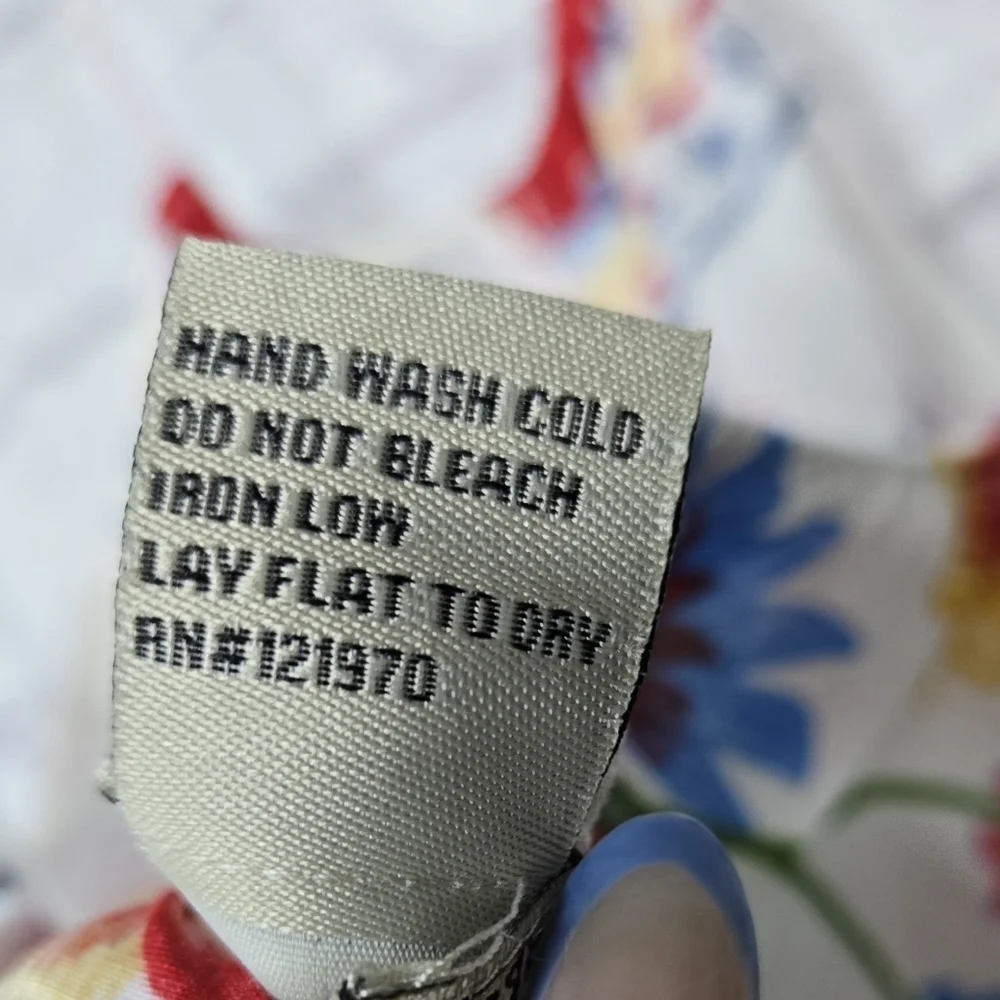 HAND WASH COLD
DO NOT BLEACH
IRON LOW
LAY FLAT TO DRY
RN#121970